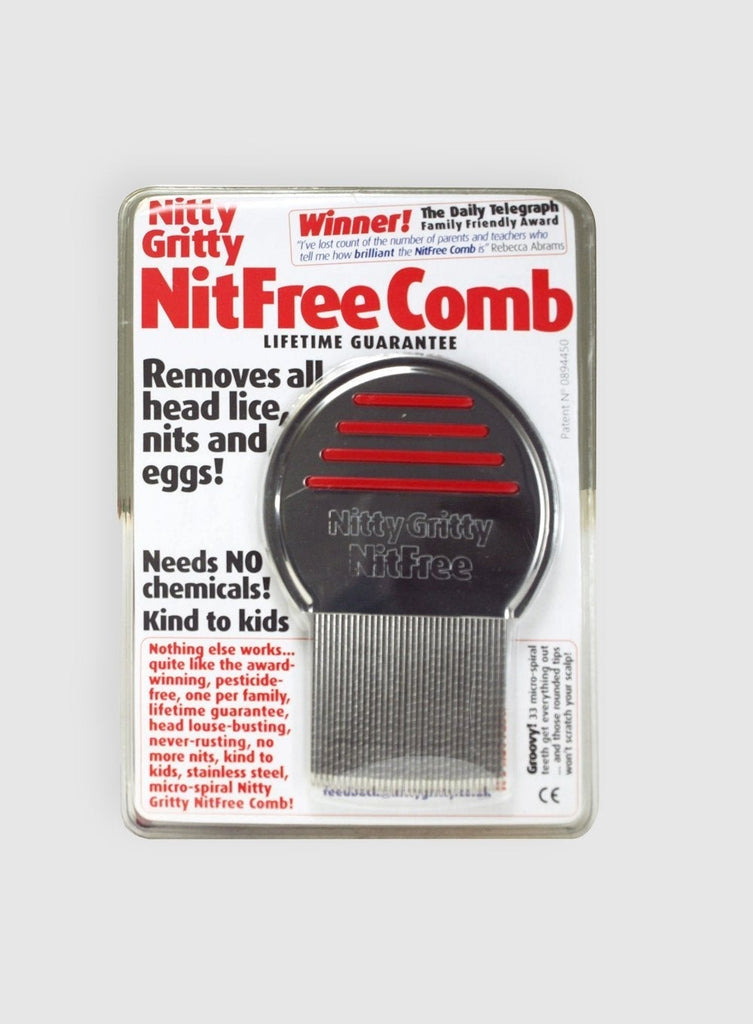 Nitty
Gritty
Winner! The Daily Telegraph
Family Friendly Award
"I've lost count of the number of parents and teachers who
tell me how brilliant the NitFree Comb is" Rebecca Abrams
NitFree Comb
LIFETIME GUARANTEE
Patent Nº 0894450
Removes all
head lice,
nits and
eggs!
Nitty Gritty
NitFree
Needs NO
chemicals!
Kind to kids
Nothing else works...
quite like the award-
winning, pesticide-
free, one per family,
lifetime guarantee,
head louse-busting,
never-rusting, no
more nits, kind to
kids, stainless steel,
micro-spiral Nitty
Gritty NitFree Comb!
Groovy! 33 micro-spiral
teeth get everything out
... and those rounded tips
won't scratch your scalp!
CE
feedback@nittygritty.co.uk